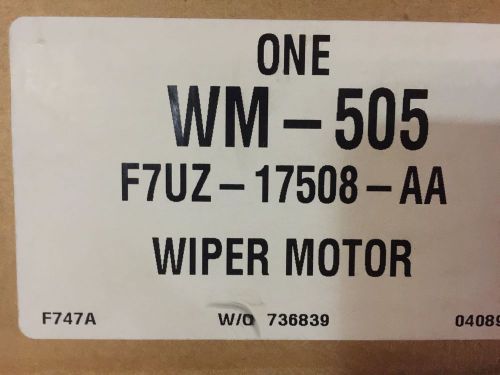 ONE
WM-505
F7UZ-17508-AA
WIPER MOTOR
F747A W/O 736839 04089